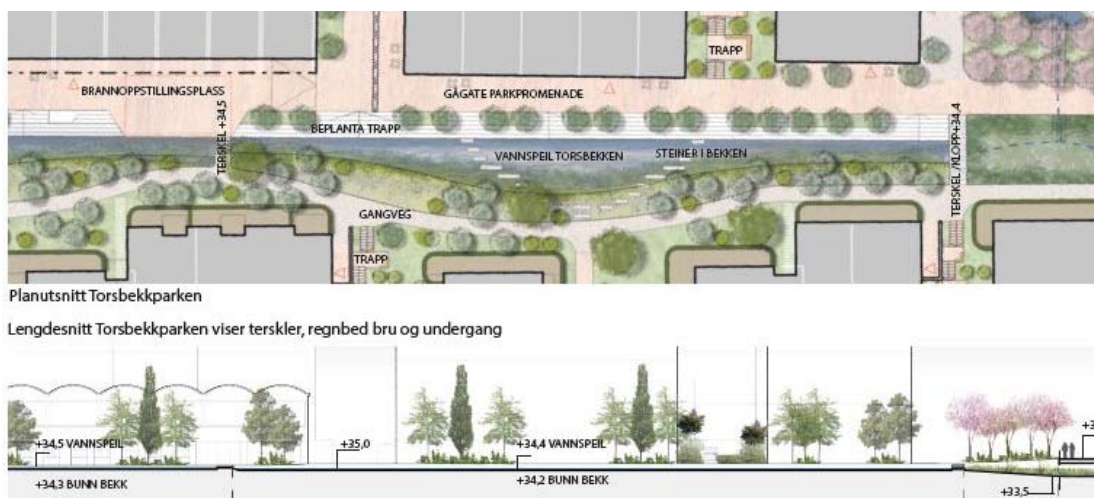 TRAPP
BRANNOPPSTILLINGSPLASS
GÅGATE PARKPROMENADE
TERSKEL +34,5
BEPLANTA TRAPP
VANNSPEIL TORSBEKKEN
STEINER I BEKKEN
TERSKEL /KLOPP+34,4
GANGVEG
TRAPP
Planutsnitt Torsbekkparken
Lengdesnitt Torsbekkparken viser terskler, regnbed bru og undergang
+34,5 VANNSPEIL
+35,0
+34,4 VANNSPEIL
+34,3 BUNN BEKK
+34,2 BUNN BEKK
+33,5